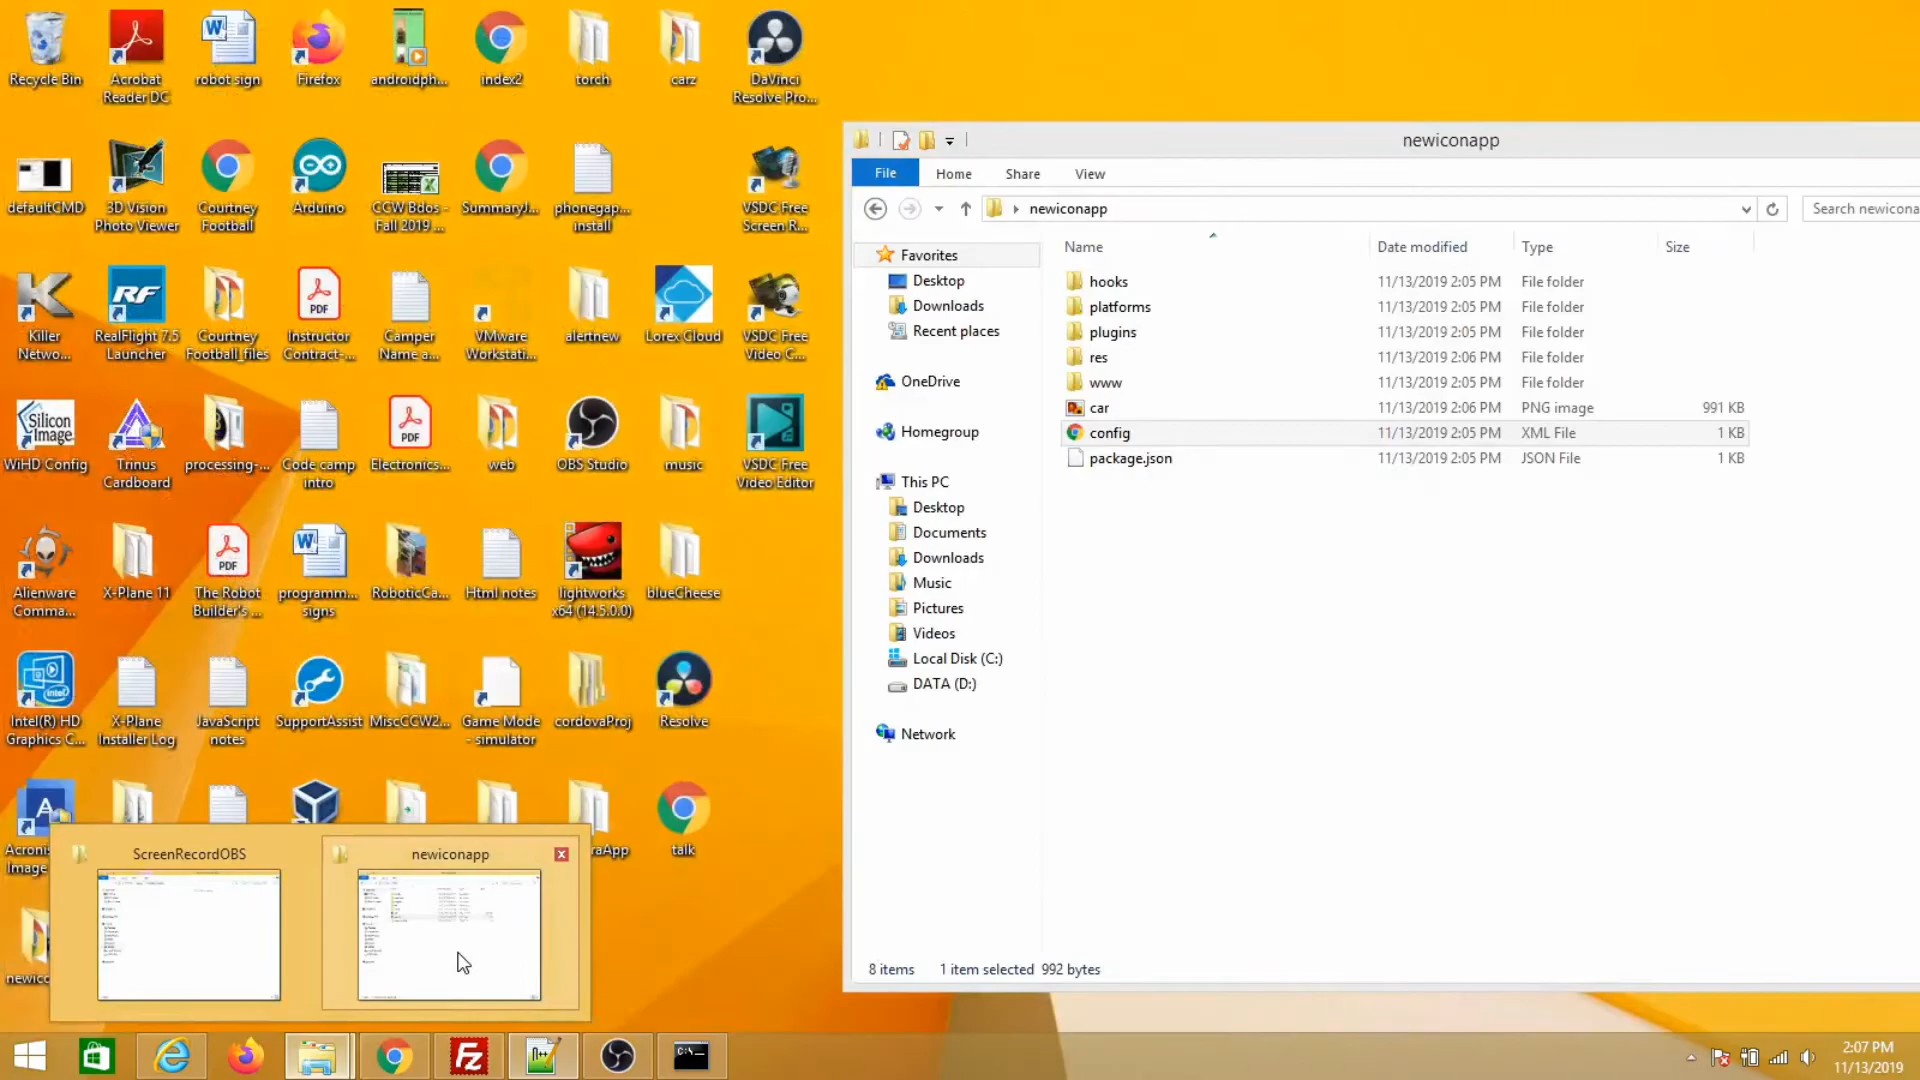 Recycle Bin
Acrobat
Reader DC
robot sign
Firefox
androidph...
index2
torch
carz
DaVinci
Resolve Pro...
defaultCMD
3D Vision
Photo Viewer
Courtney
Football
Arduino
CCW Bdos -
Fall 2019 ...
SummaryJ...
phonegap...
install
VSDC Free
Screen R...
Killer
Netwo...
RealFlight 7.5
Launcher
Courtney
Football_files
Instructor
Contract-...
Camper
Name a...
VMware
Workstati...
alertnew
Lorex Cloud
VSDC Free
Video C...
Silicon
Image
WiHD Config
Trinus
Cardboard
processing-...
Code camp
intro
Electronics...
web
OBS Studio
music
VSDC Free
Video Editor
Alienware
Comma...
X-Plane 11
The Robot
Builder's ...
programm...
signs
RoboticCa...
Html notes
lightworks
x64 (14.5.0.0)
blueCheese
Intel(R) HD
Graphics C...
X-Plane
Installer Log
JavaScript
notes
SupportAssist
MiscCCW2...
Game Mode
- simulator
cordovaProj
Resolve
Acronis
Image
raApp
talk
newico
ScreenRecordOBS
newiconapp
newiconapp
File
Home
Share
View
newiconapp
Search newicona
Name
Date modified
Type
Size
Favorites
Desktop
Downloads
Recent places
OneDrive
Homegroup
This PC
Desktop
Documents
Downloads
Music
Pictures
Videos
Local Disk (C:)
DATA (D:)
Network
hooks 11/13/2019 2:05 PM File folder
platforms 11/13/2019 2:05 PM File folder
plugins 11/13/2019 2:05 PM File folder
res 11/13/2019 2:06 PM File folder
www 11/13/2019 2:05 PM File folder
car 11/13/2019 2:06 PM PNG image 991 KB
config 11/13/2019 2:05 PM XML File 1 KB
package.json 11/13/2019 2:05 PM JSON File 1 KB
8 items 1 item selected 992 bytes
2:07 PM
11/13/2019